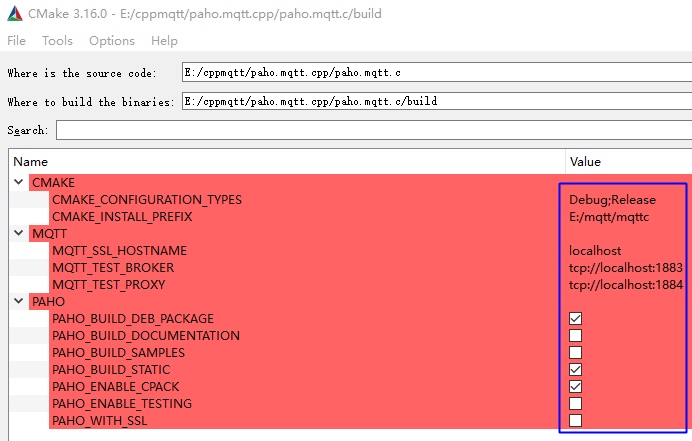 CMake 3.16.0 - E:/cppmqtt/paho.mqtt.cpp/paho.mqtt.c/build
File Tools Options Help
Where is the source code: E:/cppmqtt/paho.mqtt.cpp/paho.mqtt.c
Where to build the binaries: E:/cppmqtt/paho.mqtt.cpp/paho.mqtt.c/build
Search:
Name Value
CMAKE
CMAKE_CONFIGURATION_TYPES Debug;Release
CMAKE_INSTALL_PREFIX E:/mqtt/mqttc
MQTT
MQTT_SSL_HOSTNAME localhost
MQTT_TEST_BROKER tcp://localhost:1883
MQTT_TEST_PROXY tcp://localhost:1884
PAHO
PAHO_BUILD_DEB_PACKAGE
PAHO_BUILD_DOCUMENTATION
PAHO_BUILD_SAMPLES
PAHO_BUILD_STATIC
PAHO_ENABLE_CPACK
PAHO_ENABLE_TESTING
PAHO_WITH_SSL